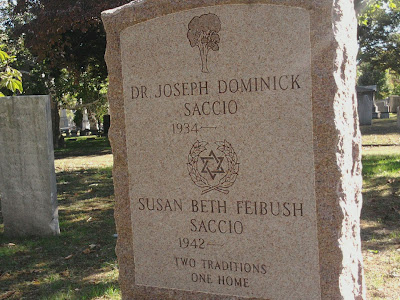 DR JOSEPH DOMINICK
SACCIO
1934—
SUSAN BETH FEIBUSH
SACCIO
1942—
TWO TRADITIONS
ONE HOME